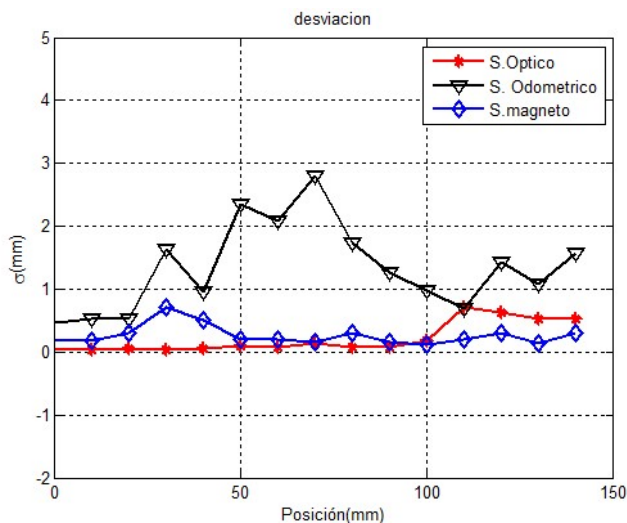 desviacion
5
4
3
2
1
0
-1
-2
σ(mm)
S.Optico
S. Odometrico
S.magneto
0
50
100
150
Posición(mm)